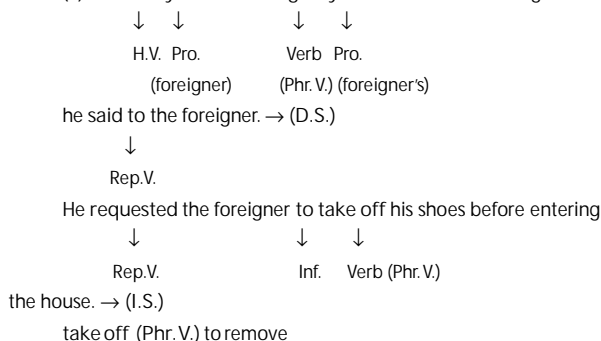 ↓ ↓ ↓ ↓
H.V. Pro. Verb Pro.
(foreigner) (Phr. V.) (foreigner's)
he said to the foreigner. → (D.S.)
↓
Rep.V.
He requested the foreigner to take off his shoes before entering
↓ ↓ ↓
Rep.V. Inf. Verb (Phr. V.)
the house. → (I.S.)
take off (Phr. V.) to remove